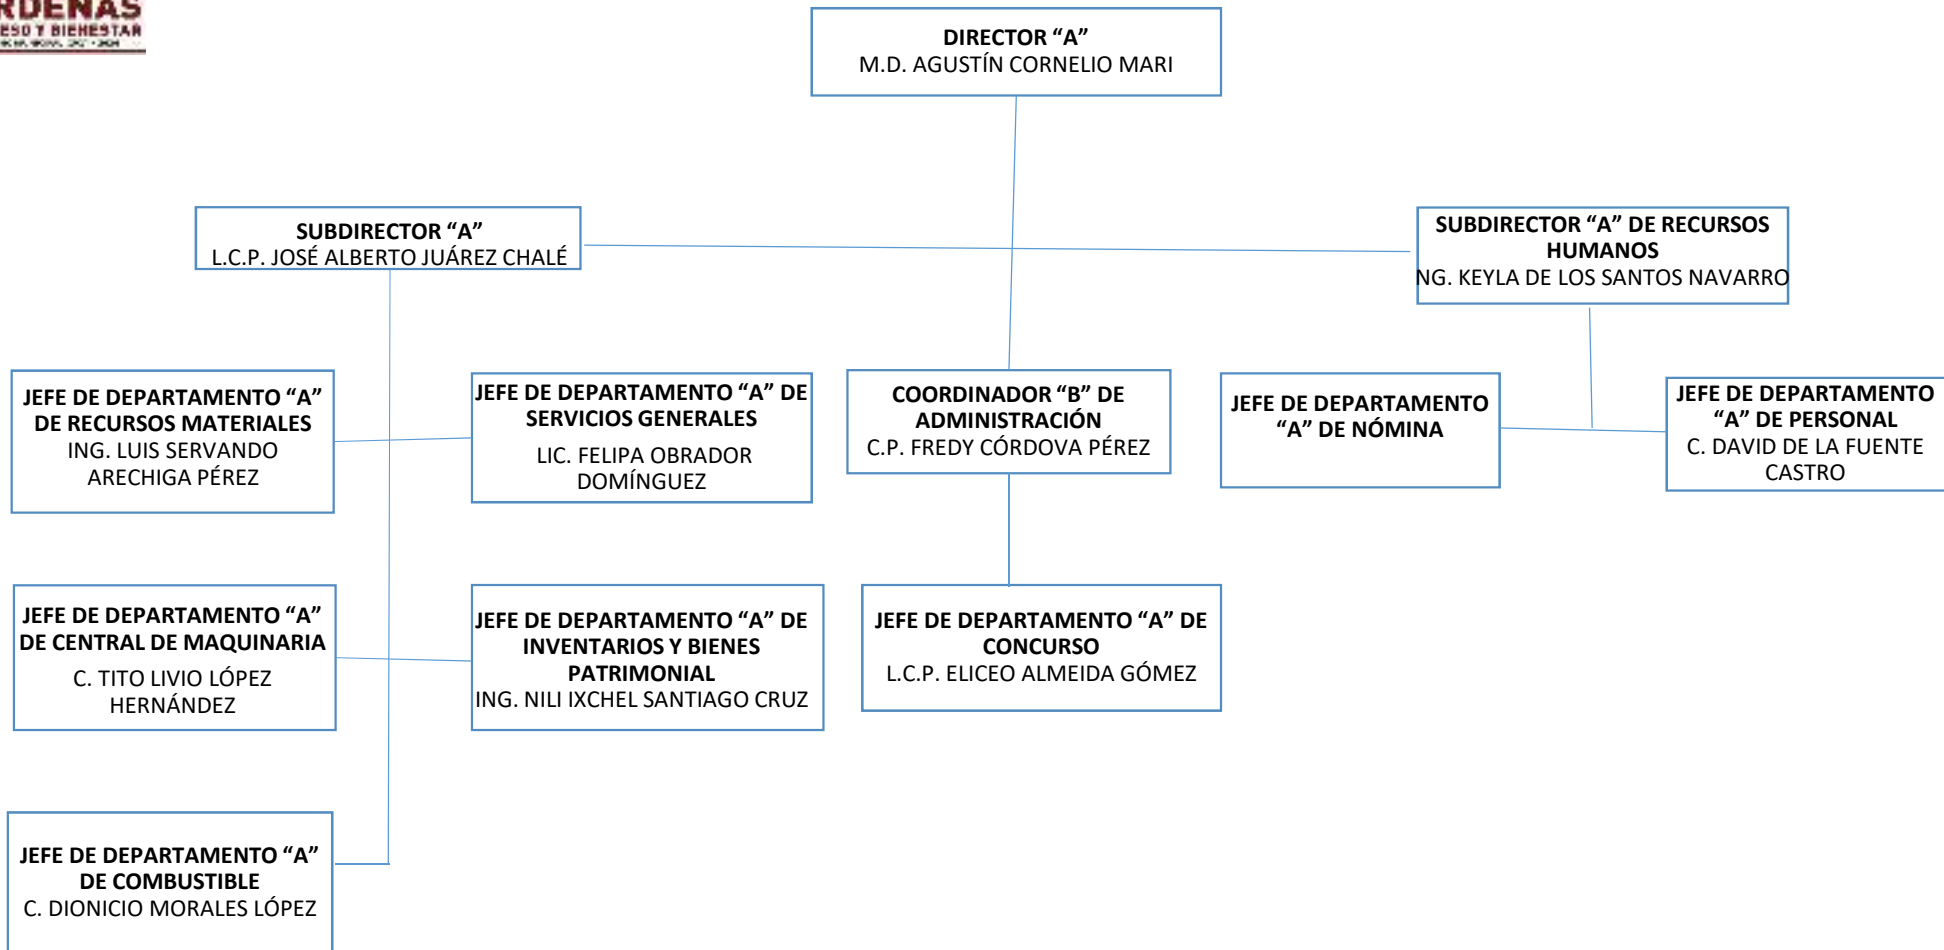 RDENAS
ESO Y BIENESTAR
DIRECTOR “A”
M.D. AGUSTÍN CORNELIO MARI
SUBDIRECTOR “A”
L.C.P. JOSÉ ALBERTO JUÁREZ CHALÉ
SUBDIRECTOR “A” DE RECURSOS
HUMANOS
NG. KEYLA DE LOS SANTOS NAVARRO
JEFE DE DEPARTAMENTO “A”
DE RECURSOS MATERIALES
ING. LUIS SERVANDO
ARECHIGA PÉREZ
JEFE DE DEPARTAMENTO “A” DE
SERVICIOS GENERALES
LIC. FELIPA OBRADOR
DOMÍNGUEZ
COORDINADOR “B” DE
ADMINISTRACIÓN
C.P. FREDY CÓRDOVA PÉREZ
JEFE DE DEPARTAMENTO
“A” DE NÓMINA
JEFE DE DEPARTAMENTO
“A” DE PERSONAL
C. DAVID DE LA FUENTE
CASTRO
JEFE DE DEPARTAMENTO “A”
DE CENTRAL DE MAQUINARIA
C. TITO LIVIO LÓPEZ
HERNÁNDEZ
JEFE DE DEPARTAMENTO “A” DE
INVENTARIOS Y BIENES
PATRIMONIAL
ING. NILI IXCHEL SANTIAGO CRUZ
JEFE DE DEPARTAMENTO “A” DE
CONCURSO
L.C.P. ELICEO ALMEIDA GÓMEZ
JEFE DE DEPARTAMENTO “A”
DE COMBUSTIBLE
C. DIONICIO MORALES LÓPEZ